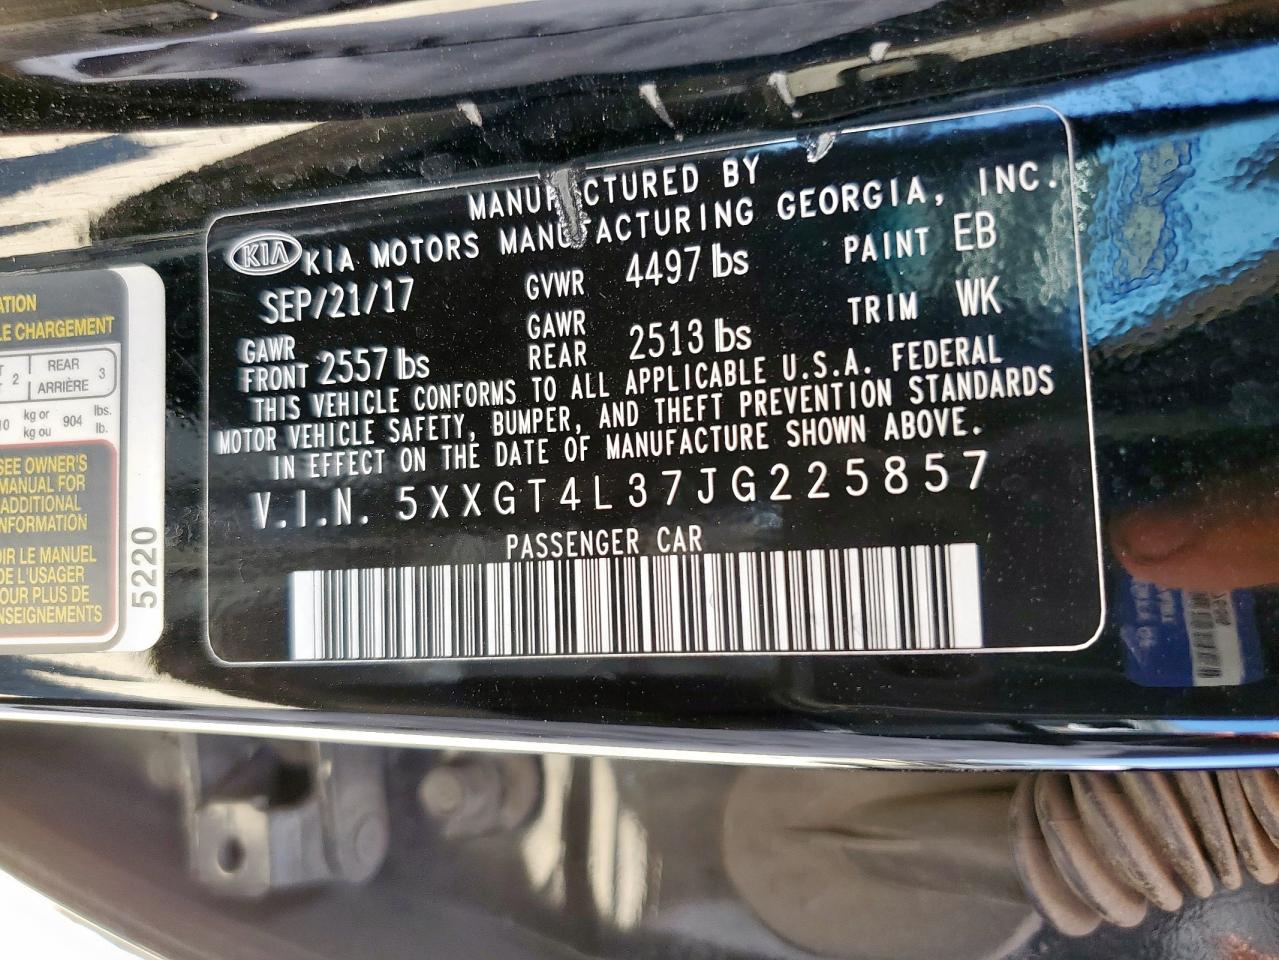 MANUFACTURED BY
KIA KIA MOTORS MANUFACTURING GEORGIA, INC.
SEP/21/17 GVWR 4497 lbs PAINT EB
GAWR FRONT 2557 lbs GAWR REAR 2513 lbs TRIM WK
THIS VEHICLE CONFORMS TO ALL APPLICABLE U.S.A. FEDERAL
MOTOR VEHICLE SAFETY, BUMPER, AND THEFT PREVENTION STANDARDS
IN EFFECT ON THE DATE OF MANUFACTURE SHOWN ABOVE.
V.I.N. 5XXGT4L37JG225857
PASSENGER CAR
CHARGEMENT
2 REAR ARRIÈRE 3
kg or kg ou 904 lbs. lb.
SEE OWNER'S
MANUAL FOR
ADDITIONAL
INFORMATION
LE MANUEL
DE L'USAGER
POUR PLUS DE
5220